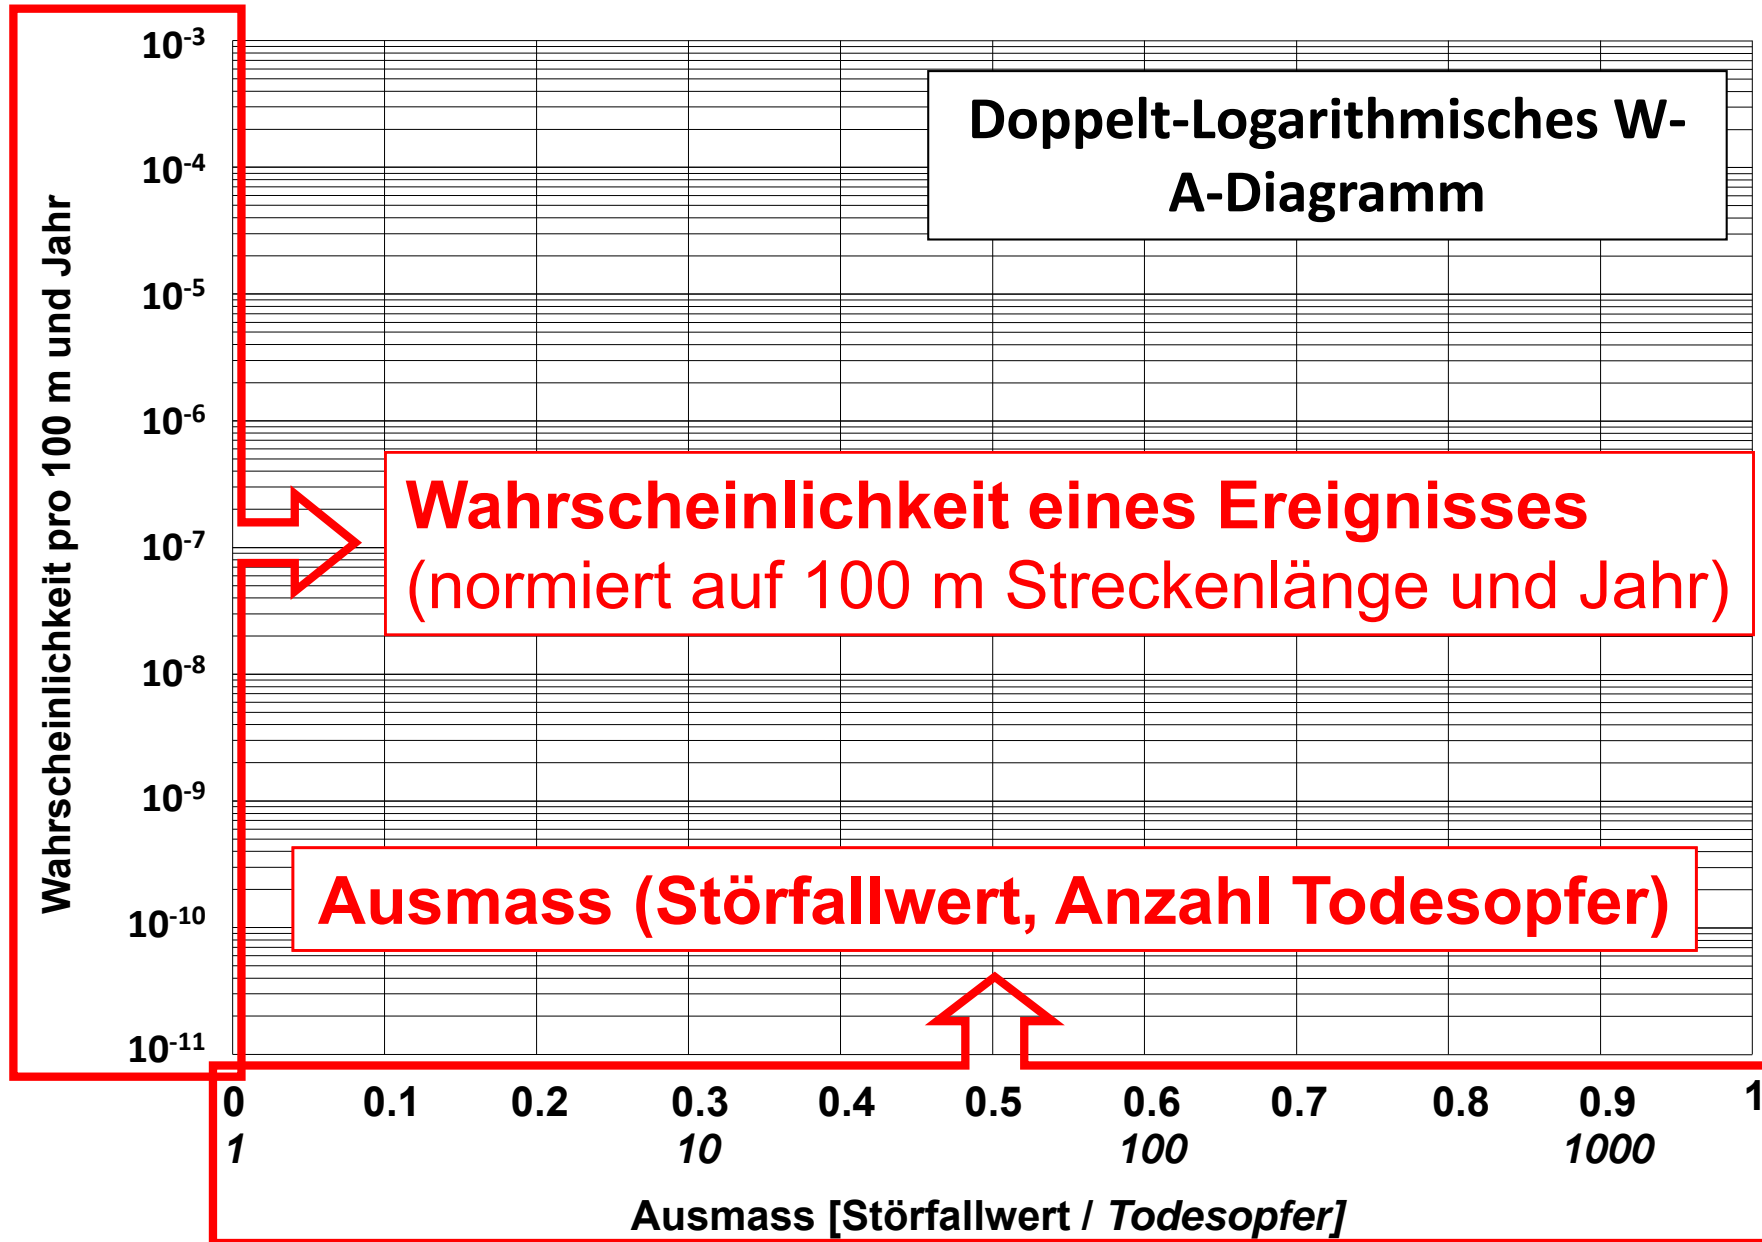 Wahrscheinlichkeit pro 100 m und Jahr
10-3
10-4
10-5
10-6
10-7
10-8
10-9
10-10
10-11
Doppelt-Logarithmisches W-
A-Diagramm
Wahrscheinlichkeit eines Ereignisses
(normiert auf 100 m Streckenlänge und Jahr)
Ausmass (Störfallwert, Anzahl Todesopfer)
0 0.1 0.2 0.3 0.4 0.5 0.6 0.7 0.8 0.9 1
1 10 100 1000
Ausmass [Störfallwert / Todesopfer]